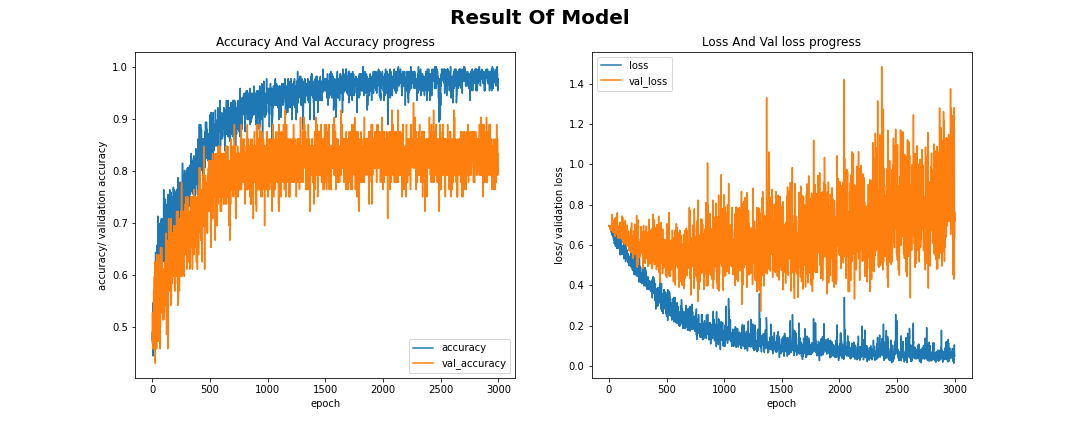 Result Of Model
Accuracy And Val Accuracy progress
accuracy/ validation accuracy
1.0
0.9
0.8
0.7
0.6
0.5
0
500
1000
1500
2000
2500
3000
epoch
accuracy
val_accuracy
Loss And Val loss progress
loss/ validation loss
1.4
1.2
1.0
0.8
0.6
0.4
0.2
0.0
0
500
1000
1500
2000
2500
3000
epoch
loss
val_loss